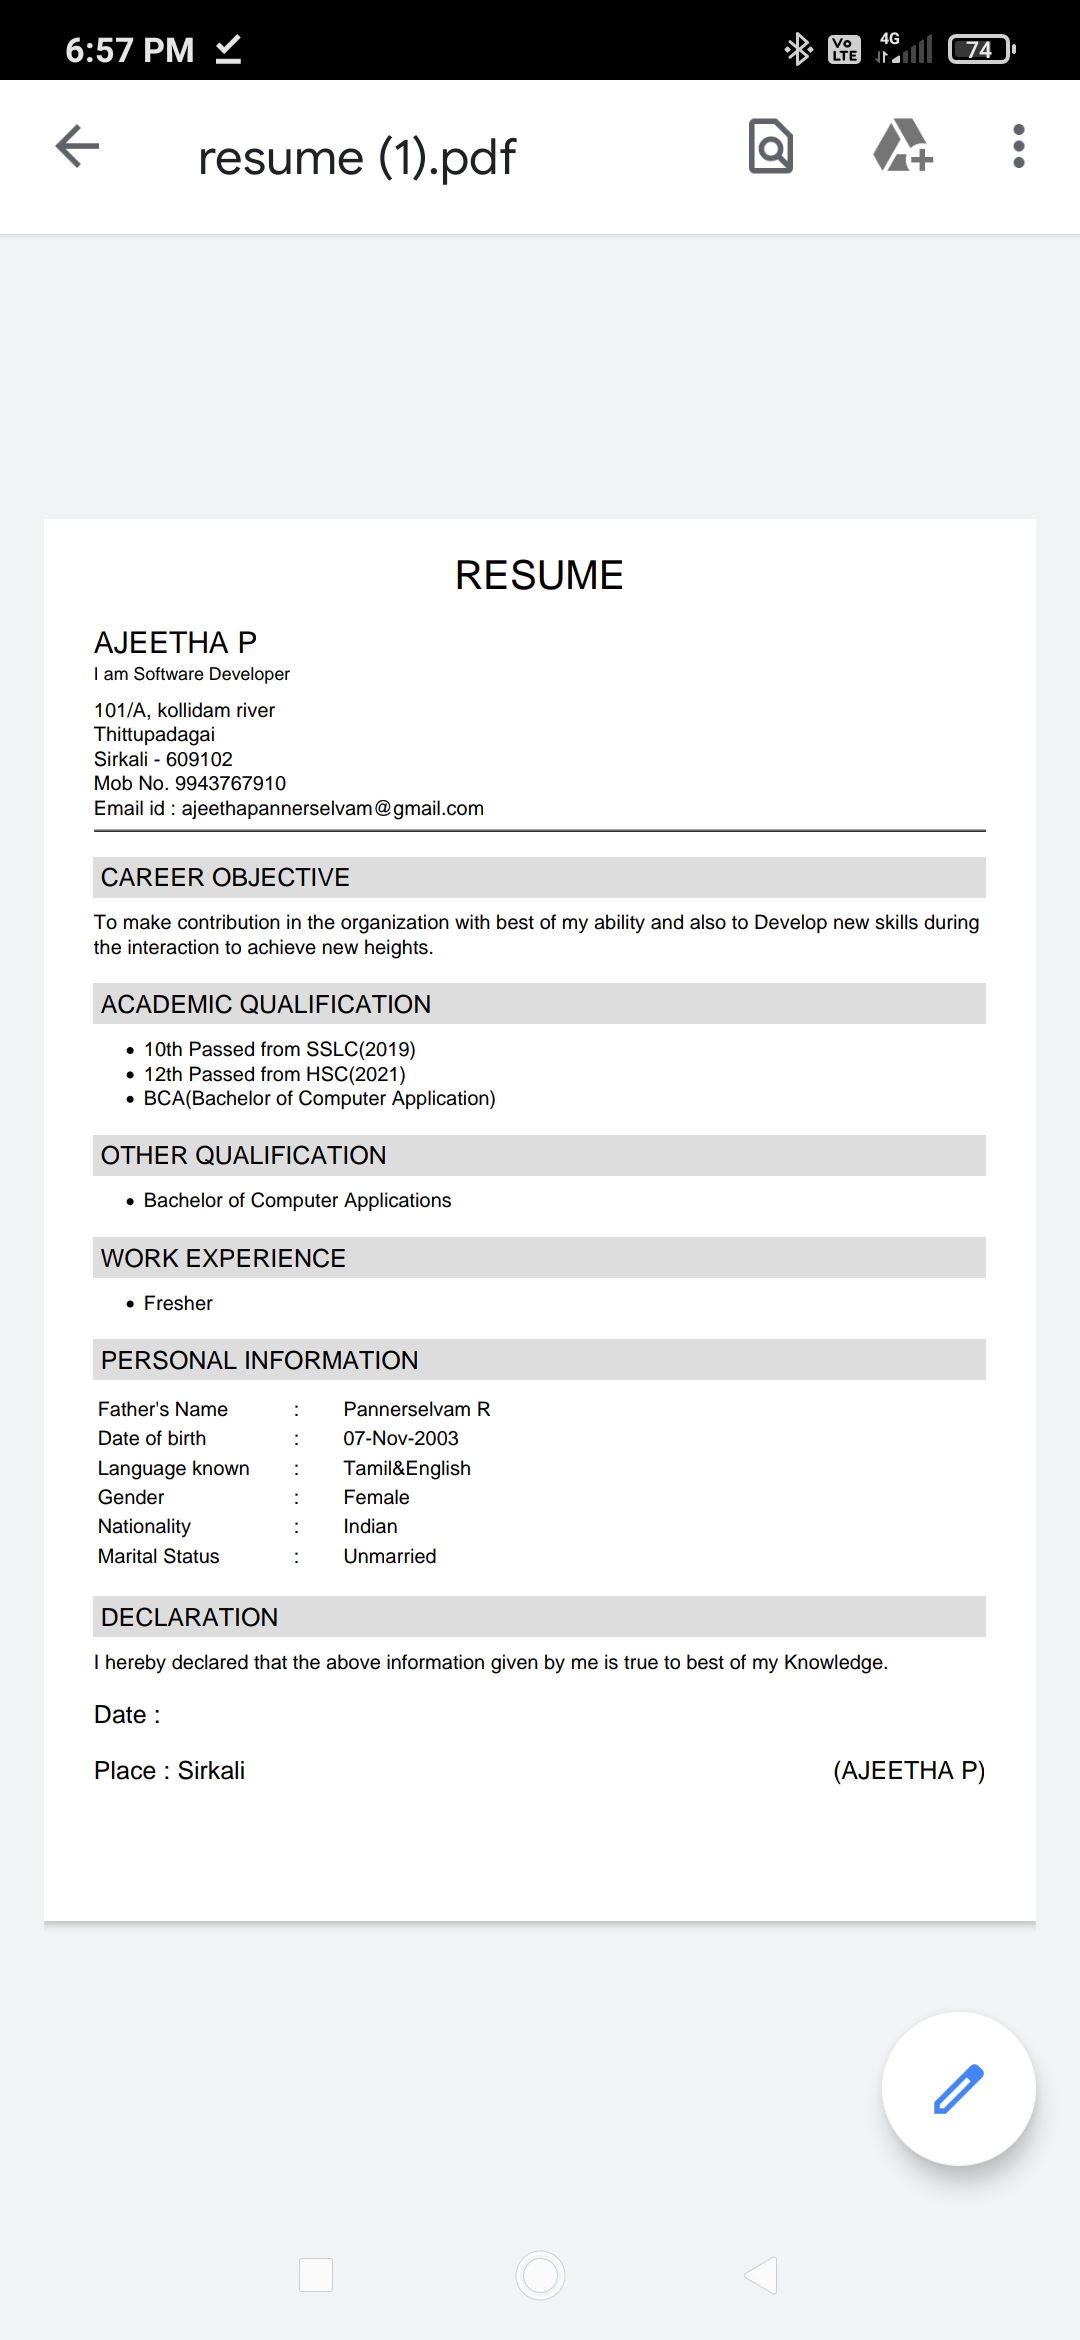 6:57 PM
Vo LTE 4G 74
resume (1).pdf
RESUME
AJEETHA P
I am Software Developer
101/A, kollidam river
Thittupadagai
Sirkali - 609102
Mob No. 9943767910
Email id : ajeethapannerselvam@gmail.com
CAREER OBJECTIVE
To make contribution in the organization with best of my ability and also to Develop new skills during
the interaction to achieve new heights.
ACADEMIC QUALIFICATION
• 10th Passed from SSLC(2019)
• 12th Passed from HSC(2021)
• BCA(Bachelor of Computer Application)
OTHER QUALIFICATION
• Bachelor of Computer Applications
WORK EXPERIENCE
• Fresher
PERSONAL INFORMATION
Father's Name : Pannerselvam R
Date of birth : 07-Nov-2003
Language known : Tamil&English
Gender : Female
Nationality : Indian
Marital Status : Unmarried
DECLARATION
I hereby declared that the above information given by me is true to best of my Knowledge.
Date :
Place : Sirkali (AJEETHA P)